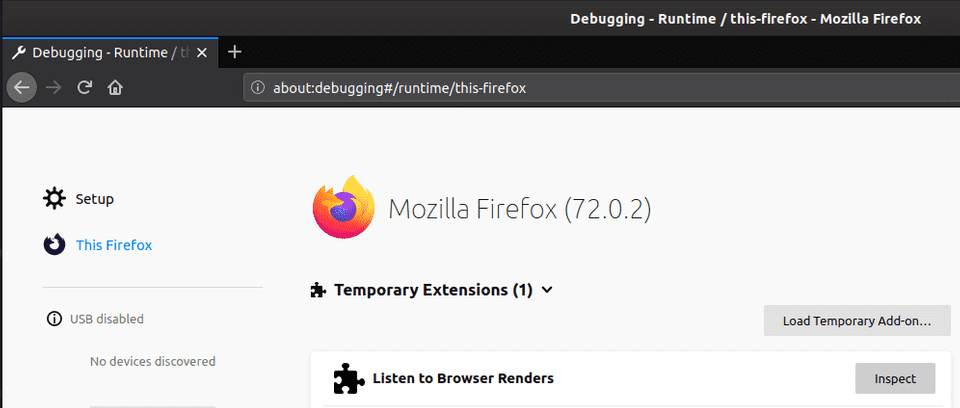 Debugging - Runtime / this-firefox - Mozilla Firefox
Debugging - Runtime / th
about:debugging#/runtime/this-firefox
Setup
Mozilla Firefox (72.0.2)
This Firefox
Temporary Extensions (1)
USB disabled
Load Temporary Add-on...
No devices discovered
Listen to Browser Renders
Inspect